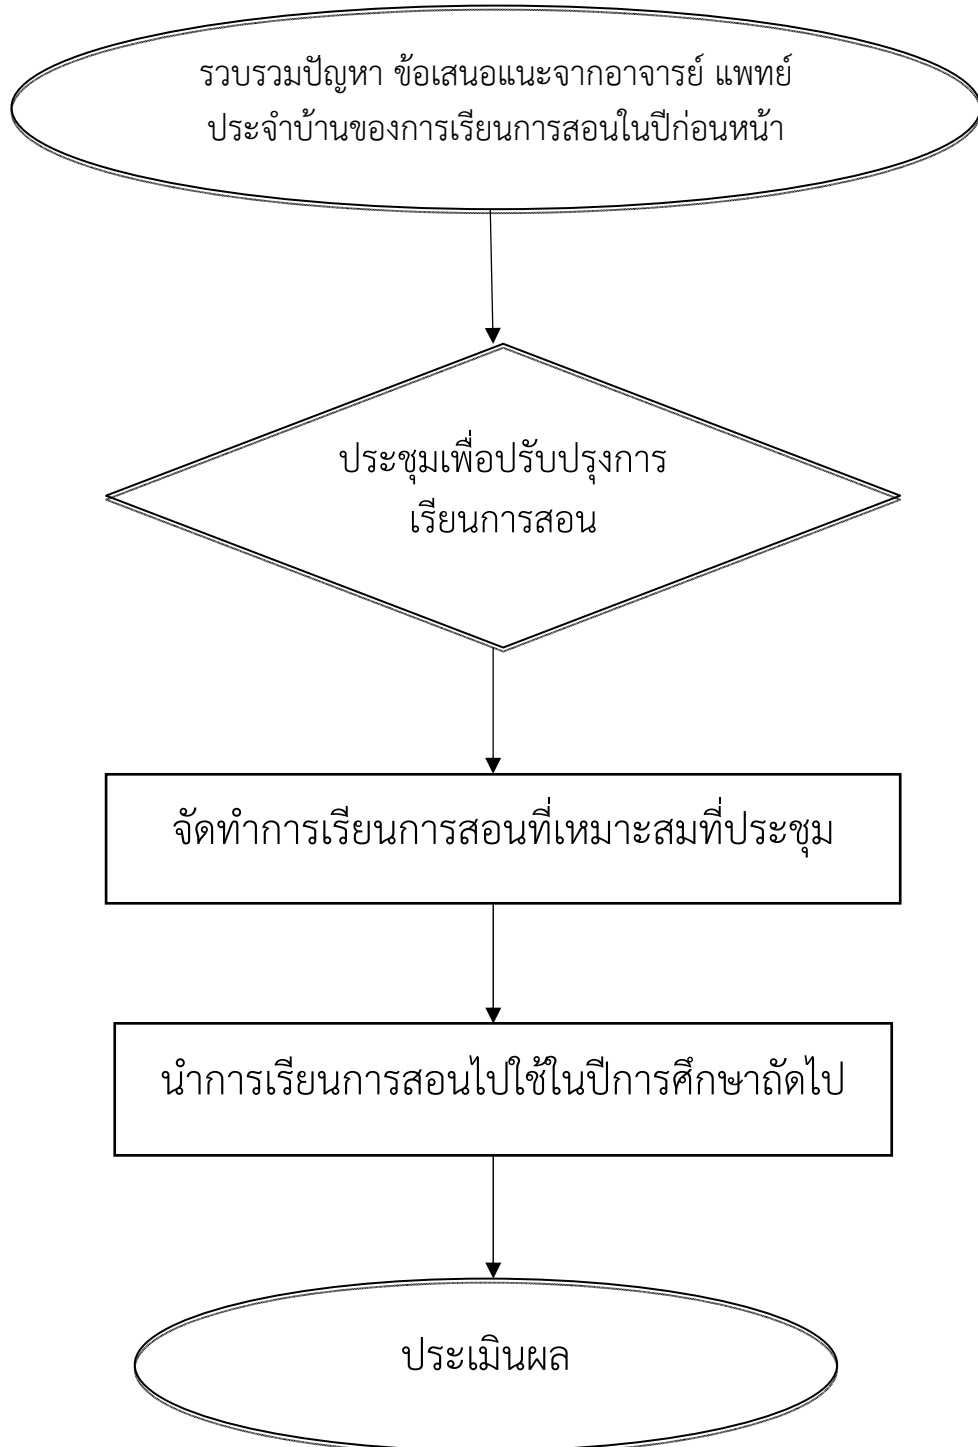 รวบรวมปัญหา ข้อเสนอแนะจากอาจารย์ แพทย์
ประจำบ้านของการเรียนการสอนในปีก่อนหน้า
ประชุมเพื่อปรับปรุงการ
เรียนการสอน
จัดทำการเรียนการสอนที่เหมาะสมที่ประชุม
นำการเรียนการสอนไปใช้ในปีการศึกษาถัดไป
ประเมินผล